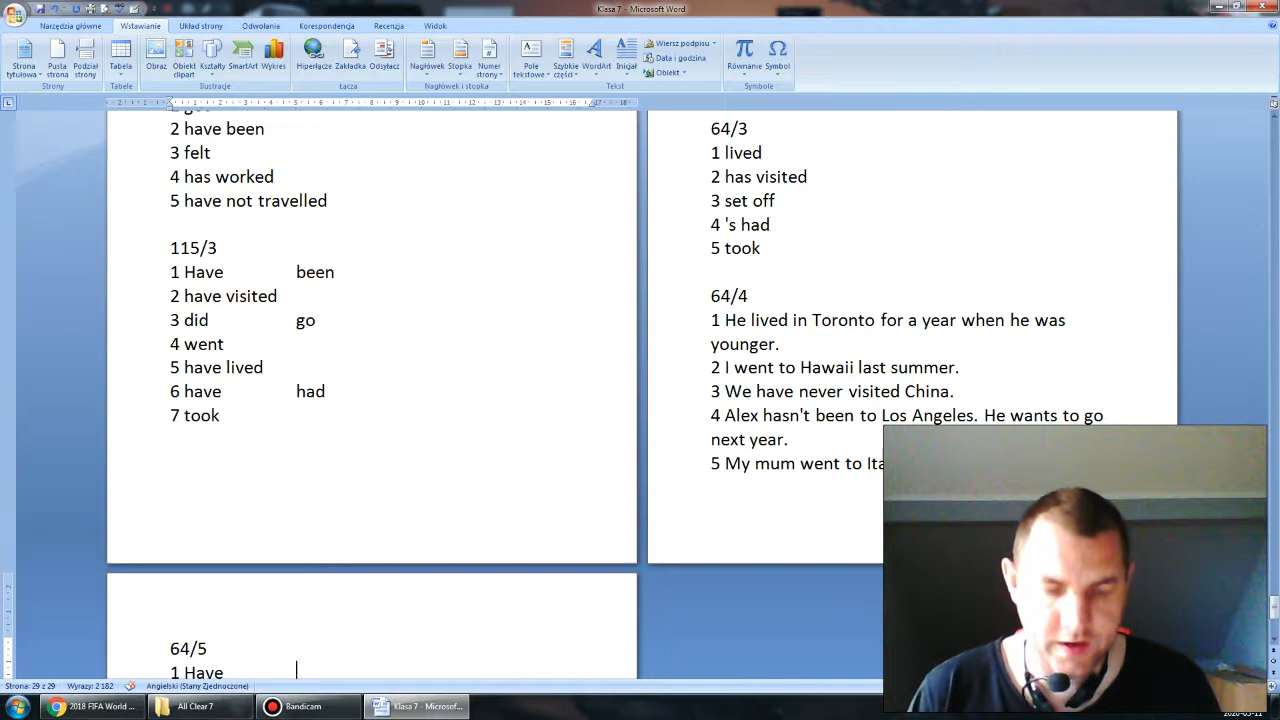 Klasa 7 - Microsoft Word
Narzędzia główne
Wstawianie
Układ strony
Odwołania
Korespondencja
Recenzja
Widok
Strona tytułowa
Pusta strona
Podział strony
Tabela
Obraz
Obiekt clipart
Kształty
SmartArt
Wykres
Hiperłącze
Zakładka
Odsyłacz
Nagłówek
Stopka
Numer strony
Pole tekstowe
Szybkie części
WordArt
Inicjał
Wiersz podpisu
Data i godzina
Obiekt
Równanie
Symbol
Strony
Tabele
Ilustracje
Łącza
Nagłówek i stopka
Tekst
Symbole
2 have been
3 felt
4 has worked
5 have not travelled
115/3
1 Have been
2 have visited
3 did go
4 went
5 have lived
6 have had
7 took
64/3
1 lived
2 has visited
3 set off
4 's had
5 took
64/4
1 He lived in Toronto for a year when he was
younger.
2 I went to Hawaii last summer.
3 We have never visited China.
4 Alex hasn't been to Los Angeles. He wants to go
next year.
5 My mum went to
64/5
1 Have
Strona: 29 z 29
Wyrazy: 2 182
Angielski (Stany Zjednoczone)
2018 FIFA World ...
All Clear 7
Bandicam
Klasa 7 - Microsoft...